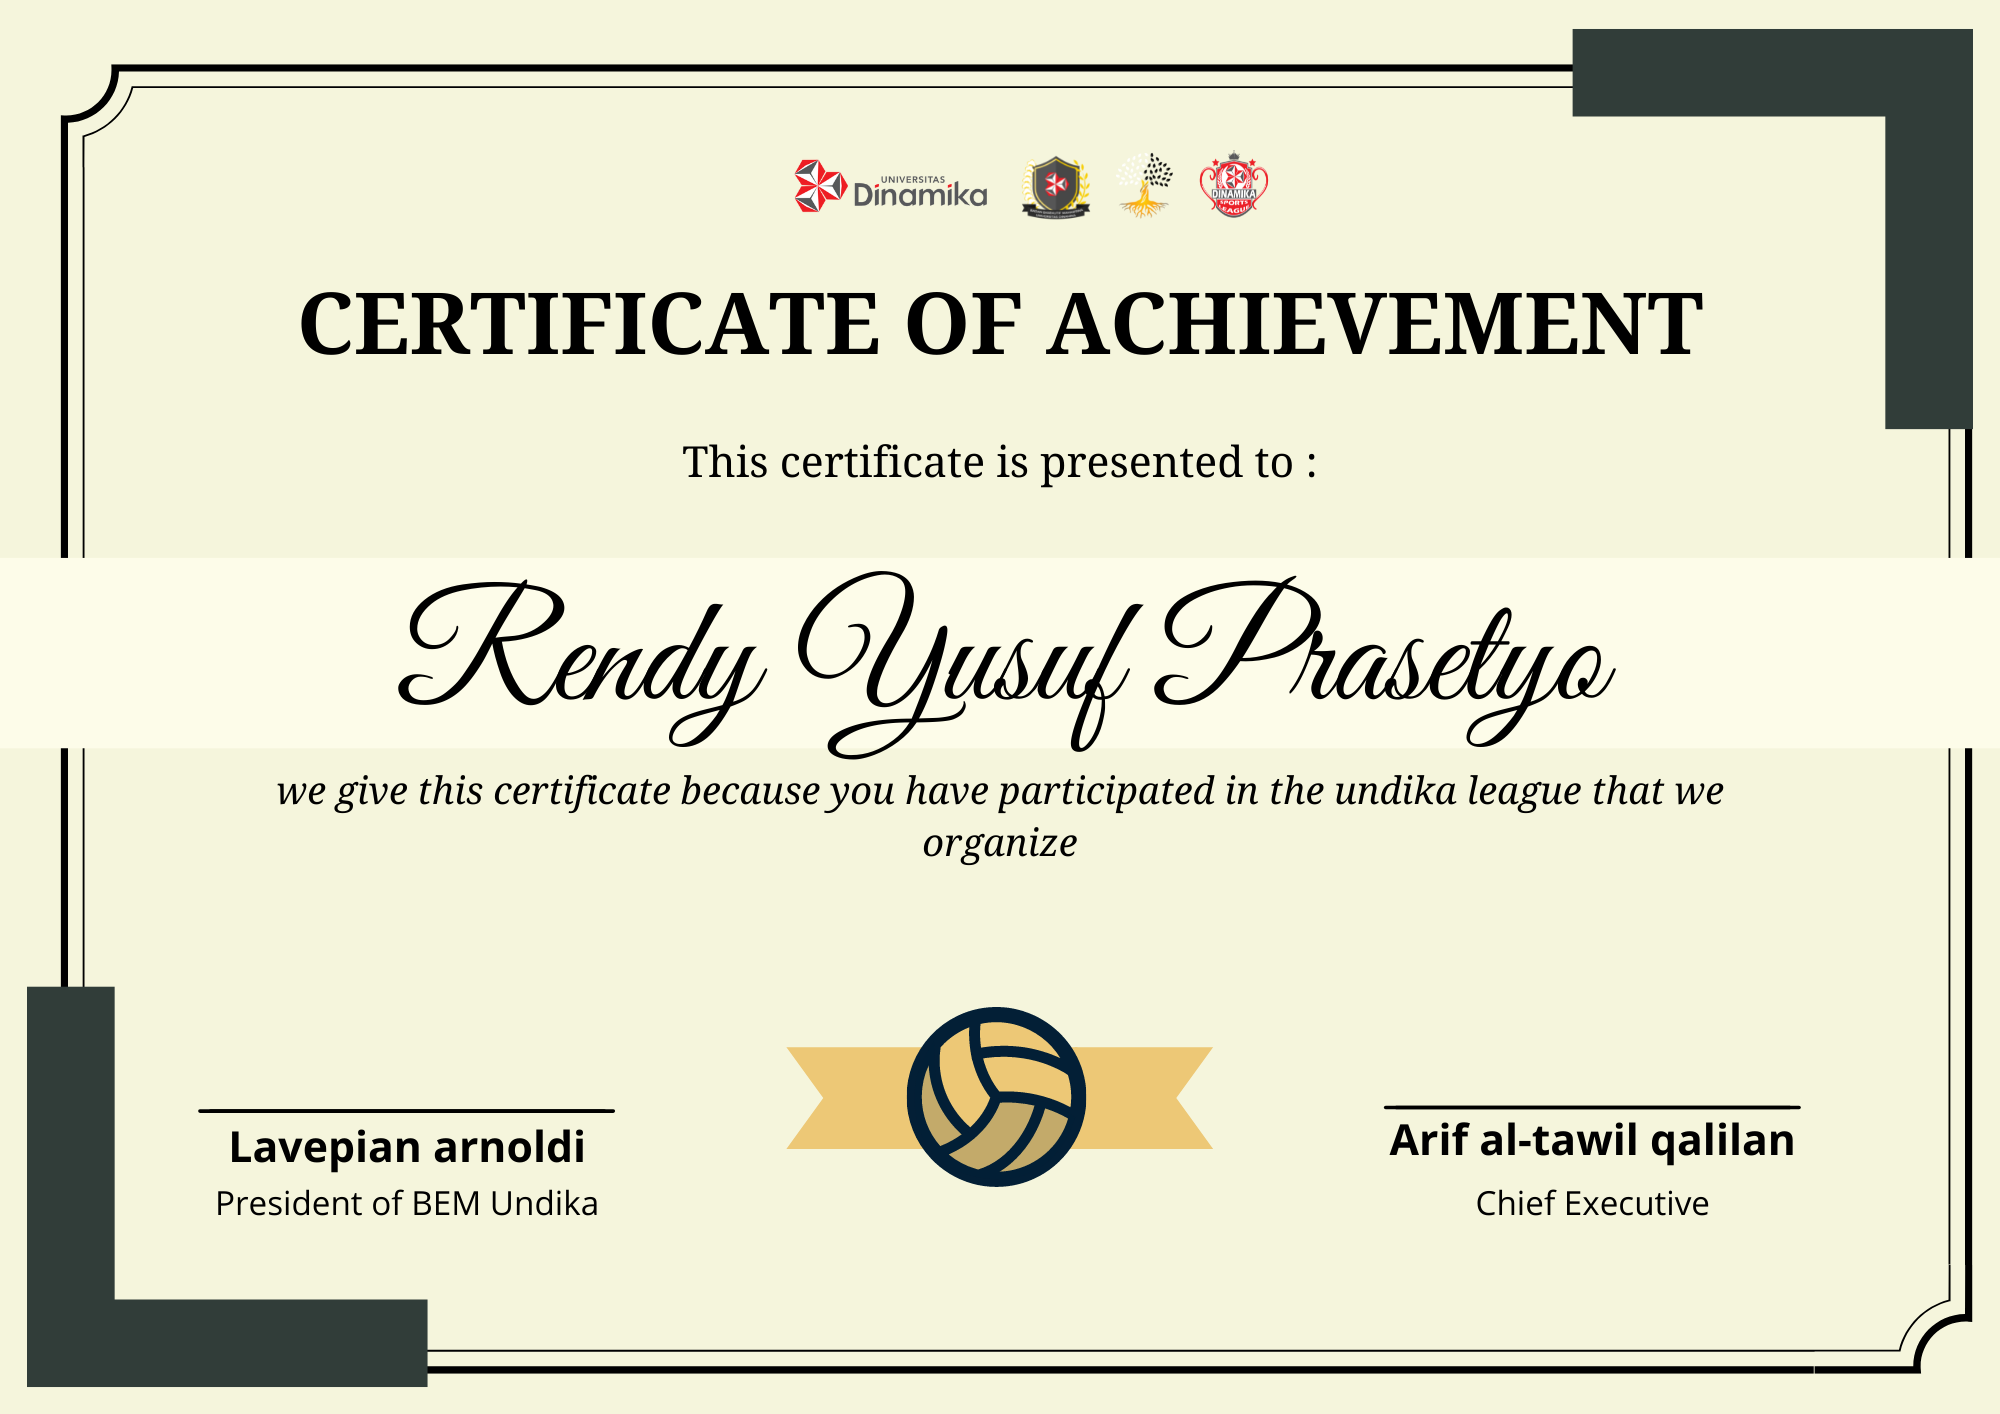 UNIVERSITAS
Dinamika
DINAMIKA
SPORTS
LEAGUE
CERTIFICATE OF ACHIEVEMENT
This certificate is presented to :
Rendy Yusuf Prasetyo
we give this certificate because you have participated in the undika league that we
organize
Lavepian arnoldi
President of BEM Undika
Arif al-tawil qalilan
Chief Executive